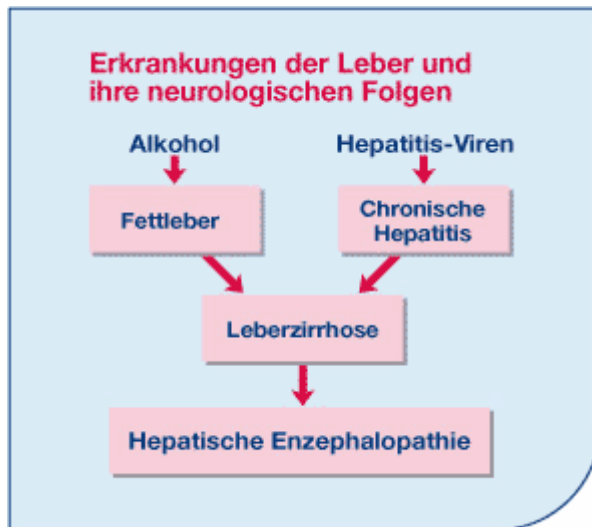 Erkrankungen der Leber und
ihre neurologischen Folgen
Alkohol
Hepatitis-Viren
Fettleber
Chronische
Hepatitis
Leberzirrhose
Hepatische Enzephalopathie